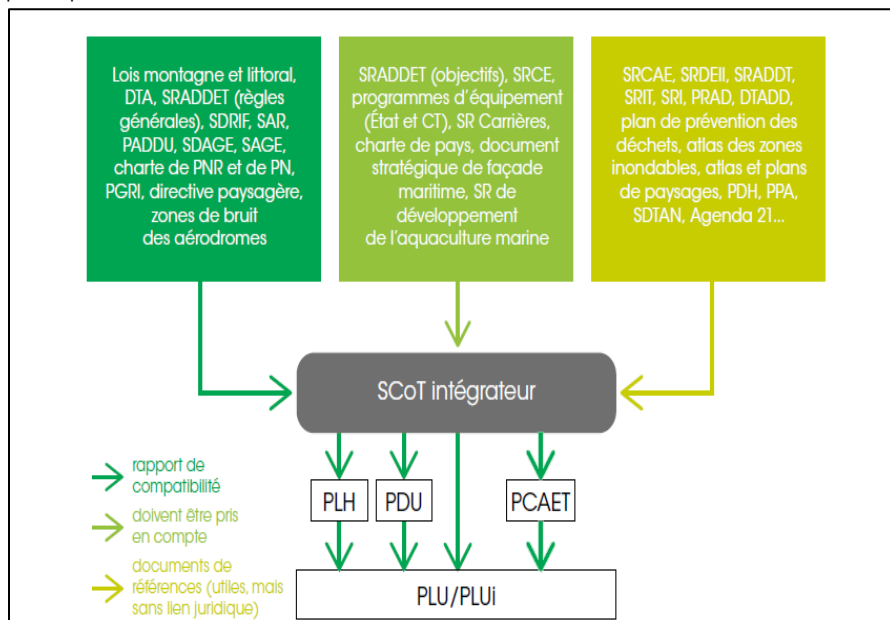 Lois montagne et littoral,
DTA, SRADDET (règles
générales), SDRIF, SAR,
PADDU, SDAGE, SAGE,
charte de PNR et de PN,
PGRI, directive paysagère,
zones de bruit
des aérodromes
SRADDET (objectifs), SRCE,
programmes d'équipement
(État et CT), SR Carrières,
charte de pays, document
stratégique de façade
maritime, SR de
développement
de l'aquaculture marine
SRCAE, SRDEII, SRADDT,
SRIT, SRI, PRAD, DTADD,
plan de prévention des
déchets, atlas des zones
inondables, atlas et plans
de paysages, PDH, PPA,
SDTAN, Agenda 21...
SCoT intégrateur
rapport de
compatibilité
doivent être pris
en compte
documents de
références (utiles, mais
sans lien juridique)
PLH
PDU
PCAET
PLU/PLUi